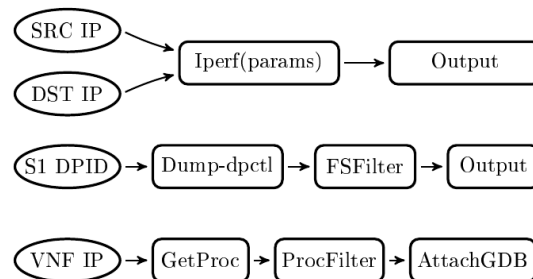 SRC IP
DST IP
Iperf(params)
Output
S1 DPID
Dump-dpctl
FSFilter
Output
VNF IP
GetProc
ProcFilter
AttachGDB